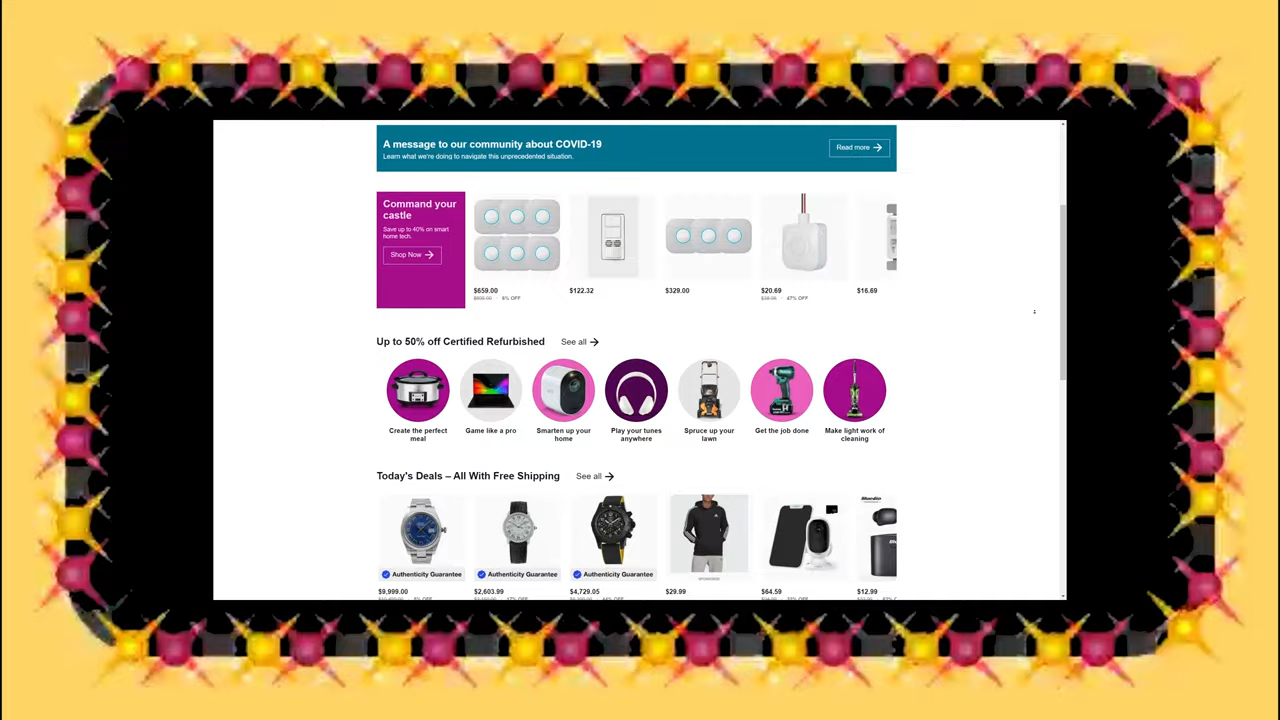 A message to our community about COVID-19
Learn what we're doing to navigate this unprecedented situation.
Read more
Command your
castle
Save up to 40% on smart
home tech.
Shop Now
$659.00
8% OFF
$122.32
$329.00
$20.69
47% OFF
$16.69
Up to 50% off Certified Refurbished
See all
Create the perfect
meal
Game like a pro
Smarten up your
home
Play your tunes
anywhere
Spruce up your
lawn
Get the job done
Make light work of
cleaning
Today's Deals – All With Free Shipping
See all
Bluedio
Authenticity Guarantee
Authenticity Guarantee
Authenticity Guarantee
$9,999.00
$2,603.99
$4,729.05
$29.99
$64.59
$12.99